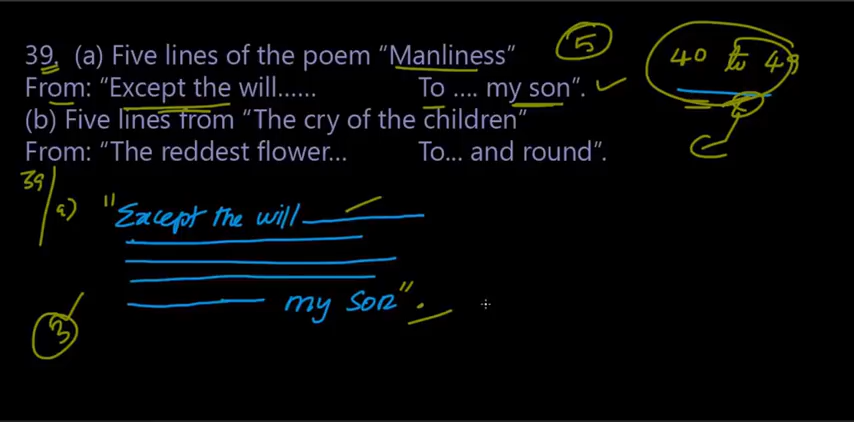 39. (a) Five lines of the poem “Manliness” 5
From: “Except the will...... To .... my son”. 40 to 49
(b) Five lines from “The cry of the children”
From: “The reddest flower... To... and round”.
39
a) "Except the will
my son".
3